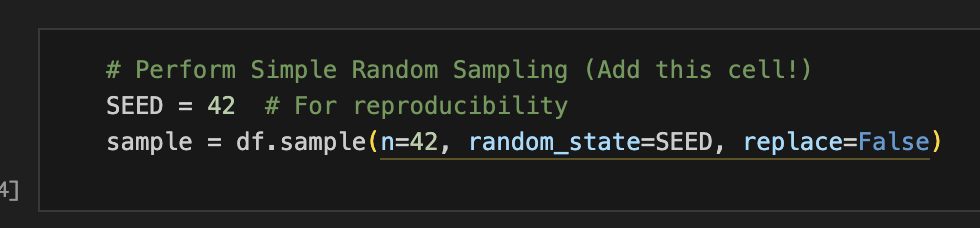 # Perform Simple Random Sampling (Add this cell!)
SEED = 42  # For reproducibility
sample = df.sample(n=42, random_state=SEED, replace=False)
4]